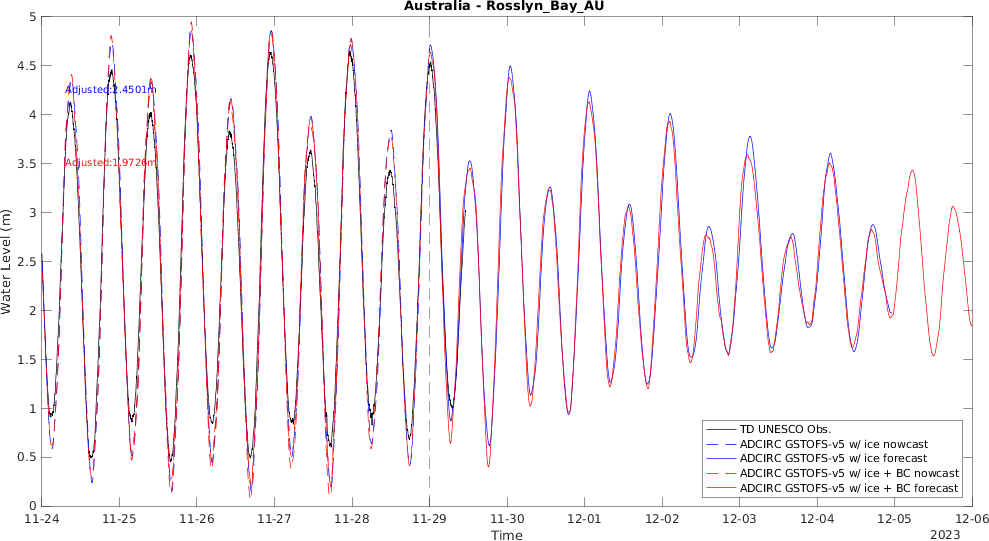 Australia - Rosslyn_Bay_AU
Water Level (m)
5
4.5
4
3.5
3
2.5
2
1.5
1
0.5
0
Adjusted:2.4501m
Adjusted:1.9726m
TD UNESCO Obs.
ADCIRC GSTOFS-v5 w/ ice nowcast
ADCIRC GSTOFS-v5 w/ ice forecast
ADCIRC GSTOFS-v5 w/ ice + BC nowcast
ADCIRC GSTOFS-v5 w/ ice + BC forecast
11-24 11-25 11-26 11-27 11-28 11-29 11-30 12-01 12-02 12-03 12-04 12-05 12-06
Time
2023